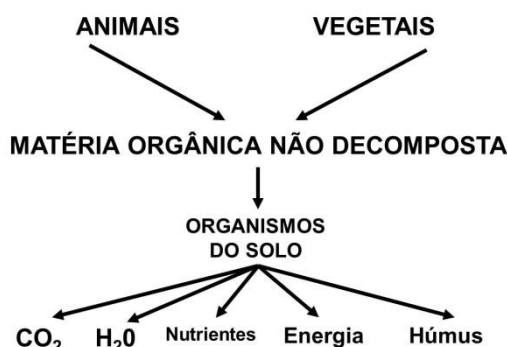 ANIMAIS VEGETAIS
MATÉRIA ORGÂNICA NÃO DECOMPOSTA
ORGANISMOS
DO SOLO
CO₂ H₂0 Nutrientes Energia Húmus